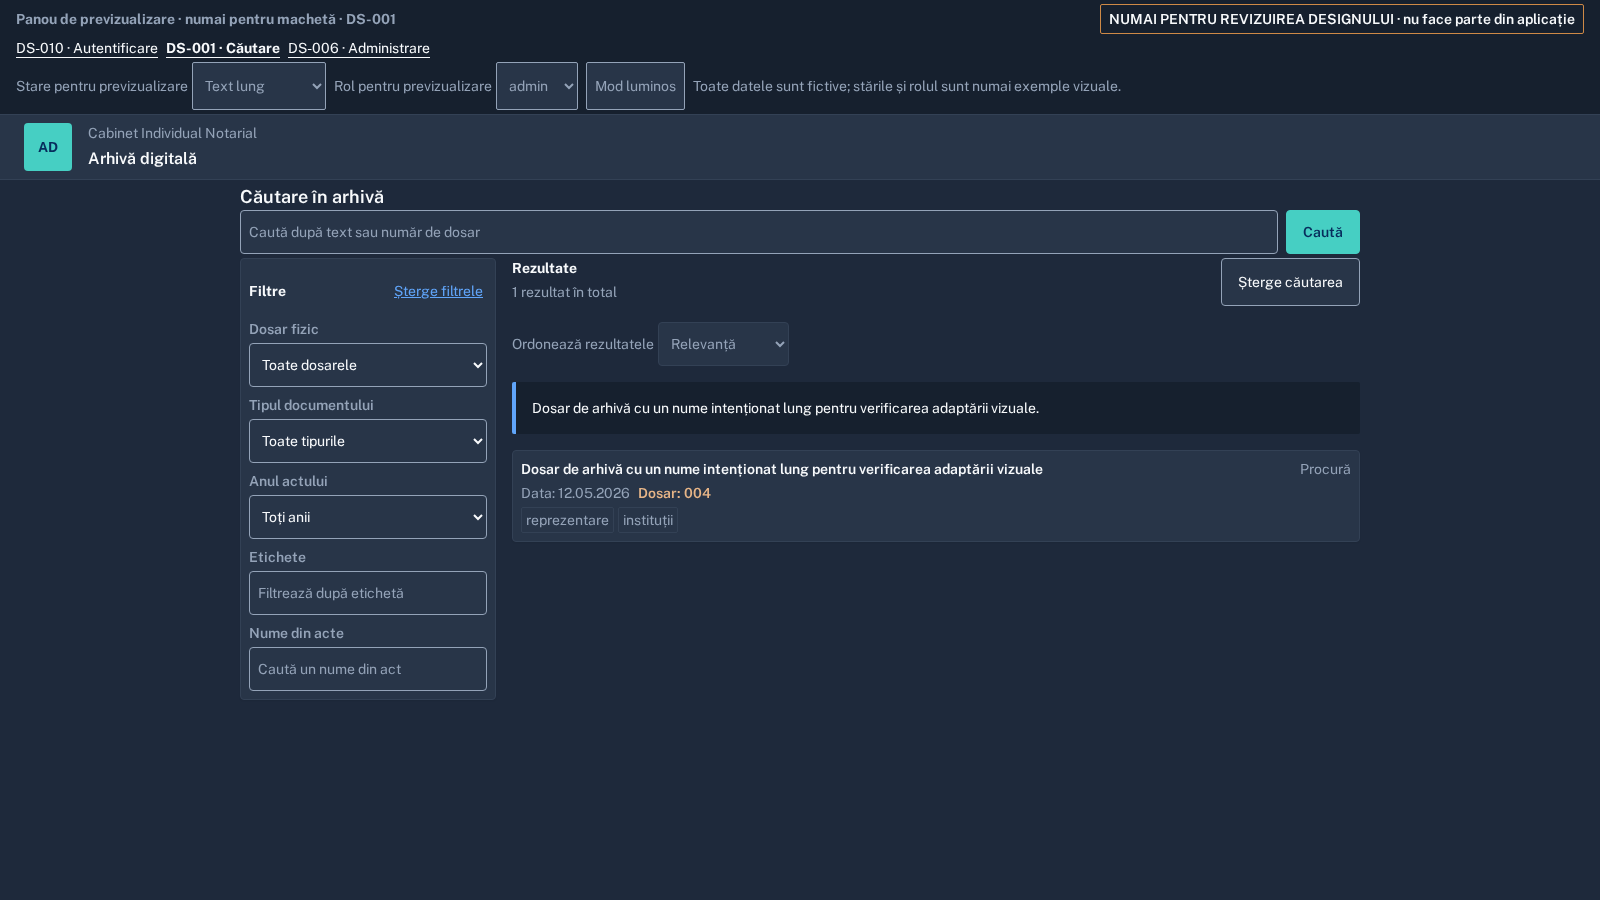 Panou de previzualizare · numai pentru machetă · DS-001
NUMAI PENTRU REVIZUIREA DESIGNULUI · nu face parte din aplicație
DS-010 · Autentificare DS-001 · Căutare DS-006 · Administrare
Stare pentru previzualizare Text lung Rol pentru previzualizare admin Mod luminos Toate datele sunt fictive; stările și rolul sunt numai exemple vizuale.
AD
Cabinet Individual Notarial
Arhivă digitală
Căutare în arhivă
Caută după text sau număr de dosar
Caută
Filtre Șterge filtrele
Dosar fizic
Toate dosarele
Tipul documentului
Toate tipurile
Anul actului
Toți anii
Etichete
Filtrează după etichetă
Nume din acte
Caută un nume din act
Rezultate
1 rezultat în total
Șterge căutarea
Ordonează rezultatele Relevanță
Dosar de arhivă cu un nume intenționat lung pentru verificarea adaptării vizuale.
Dosar de arhivă cu un nume intenționat lung pentru verificarea adaptării vizuale
Procură
Data: 12.05.2026 Dosar: 004
reprezentare instituții